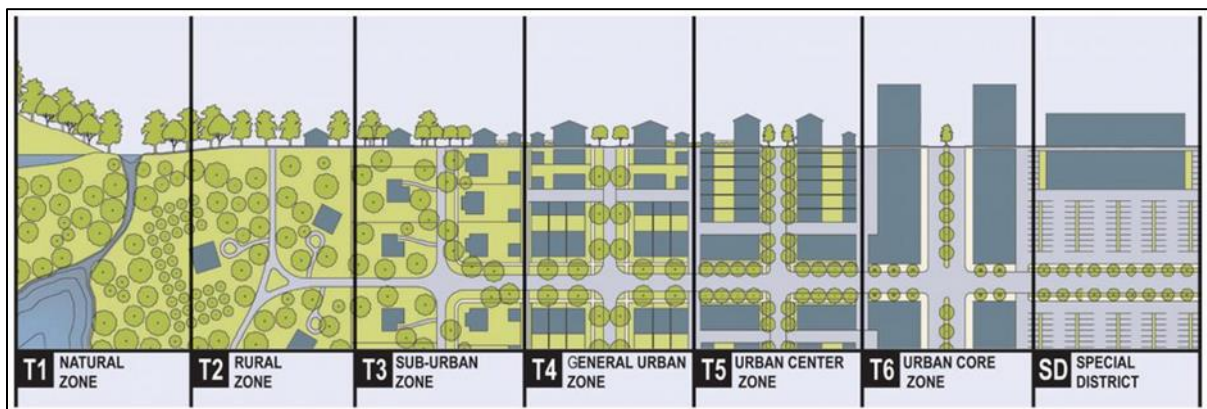 T1 NATURAL
ZONE
T2 RURAL
ZONE
T3 SUB-URBAN
ZONE
T4 GENERAL URBAN
ZONE
T5 URBAN CENTER
ZONE
T6 URBAN CORE
ZONE
SD SPECIAL
DISTRICT